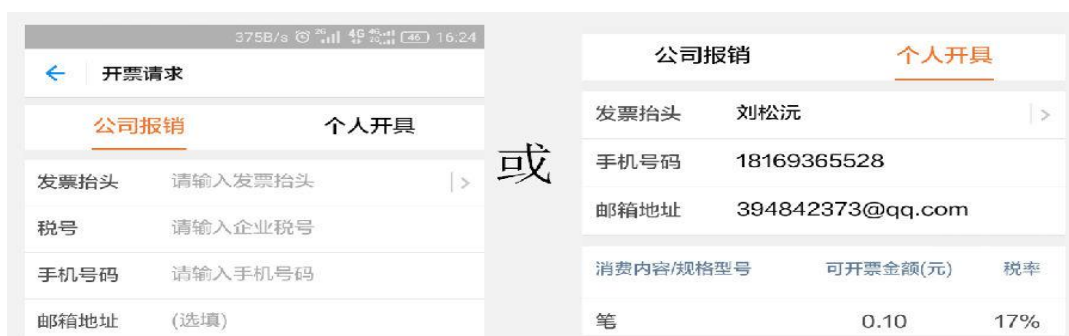 375B/s 2G 4G 46 16:24
开票请求
公司报销 个人开具
发票抬头 请输入发票抬头
税号 请输入企业税号
手机号码 请输入手机号码
邮箱地址 (选填)
或
公司报销 个人开具
发票抬头 刘松沅
手机号码 18169365528
邮箱地址 394842373@qq.com
消费内容/规格型号 可开票金额(元) 税率
笔 0.10 17%